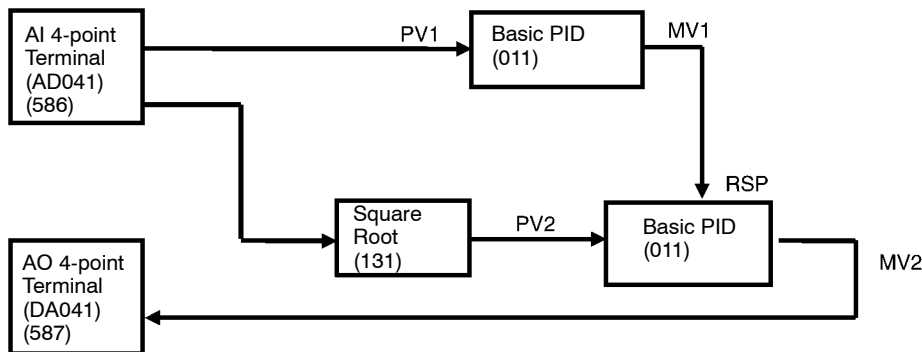 AI 4-point
Terminal
(AD041)
(586)
PV1
Basic PID
(011)
MV1
RSP
Square
Root
(131)
PV2
Basic PID
(011)
MV2
AO 4-point
Terminal
(DA041)
(587)